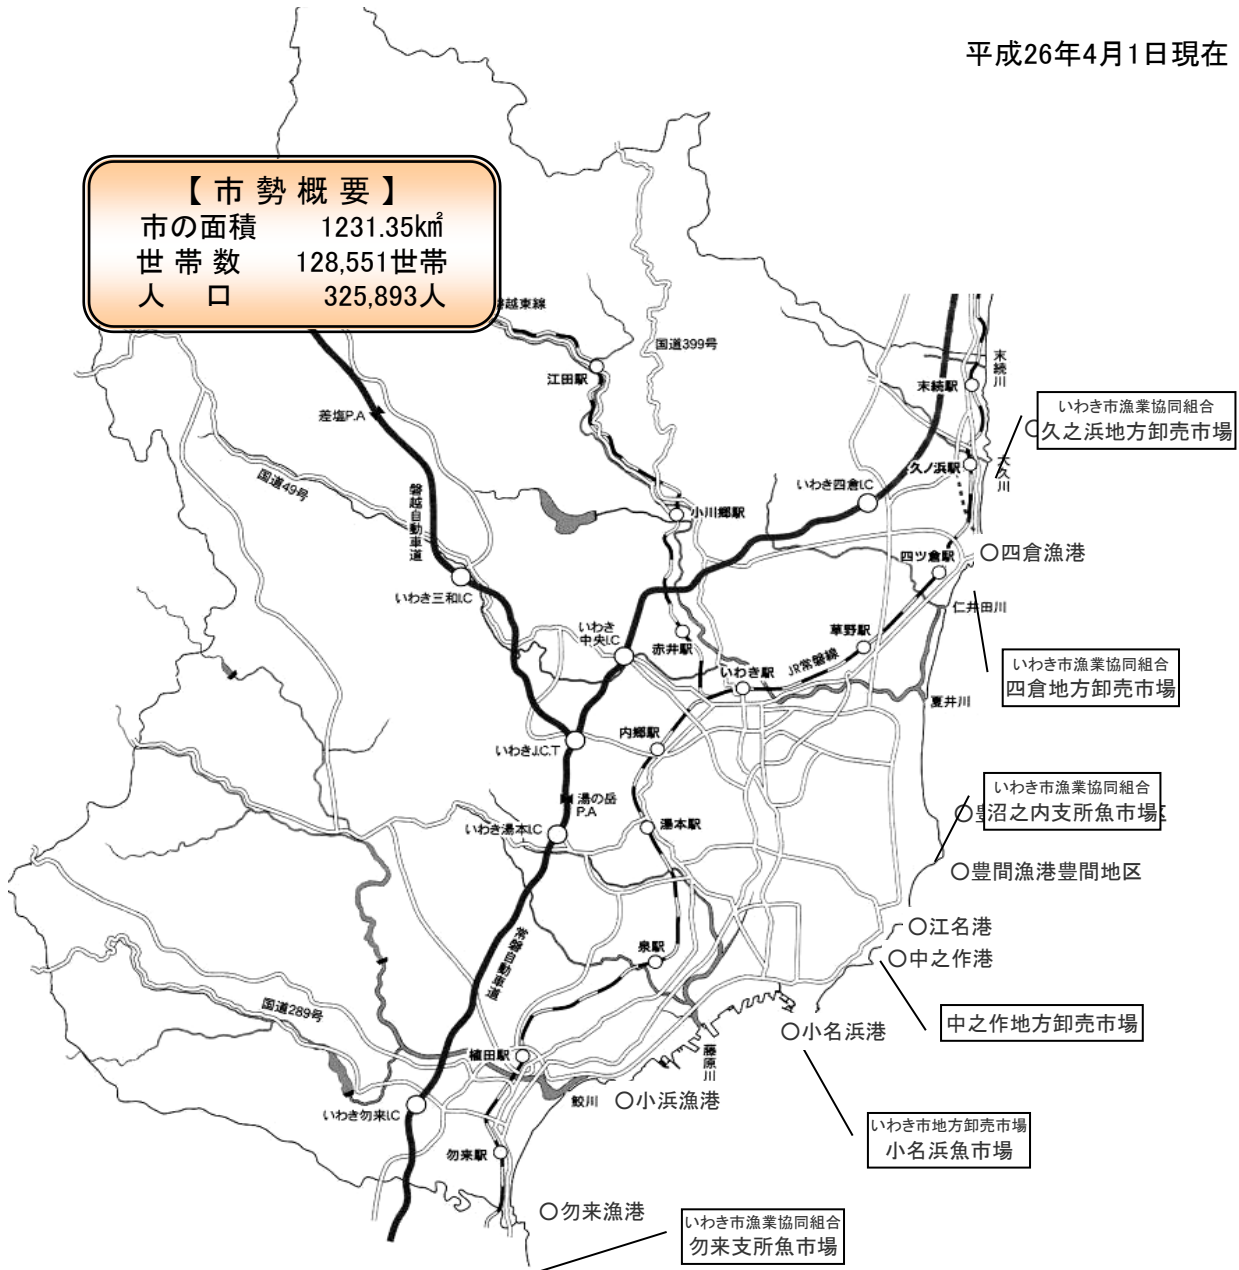 平成26年4月1日現在
【 市 勢 概 要 】
市の面積 1231.35k㎡
世 帯 数 128,551世帯
人 口 325,893人
越東線
国道399号
江田駅
末続駅
末続川
差塩P.A
いわき市漁業協同組合
久之浜地方卸売市場
久ノ浜駅
大久川
国道49号
磐越自動車道
いわき四倉I.C
小川郷駅
四ツ倉駅
○四倉漁港
いわき三和I.C
仁井田川
いわき
中央I.C
赤井駅
草野駅
いわき市漁業協同組合
四倉地方卸売市場
いわき駅
JR常磐線
夏井川
内郷駅
いわきJ.C.T
湯の岳
P.A
いわき市漁業協同組合
沼之内支所魚市場
いわき湯本I.C
湯本駅
○豊間漁港豊間地区
○江名港
○中之作港
泉駅
常磐自動車道
国道289号
中之作地方卸売市場
○小名浜港
植田駅
藤原川
鮫川
○小浜漁港
いわき勿来I.C
いわき市地方卸売市場
小名浜魚市場
勿来駅
○勿来漁港
いわき市漁業協同組合
勿来支所魚市場